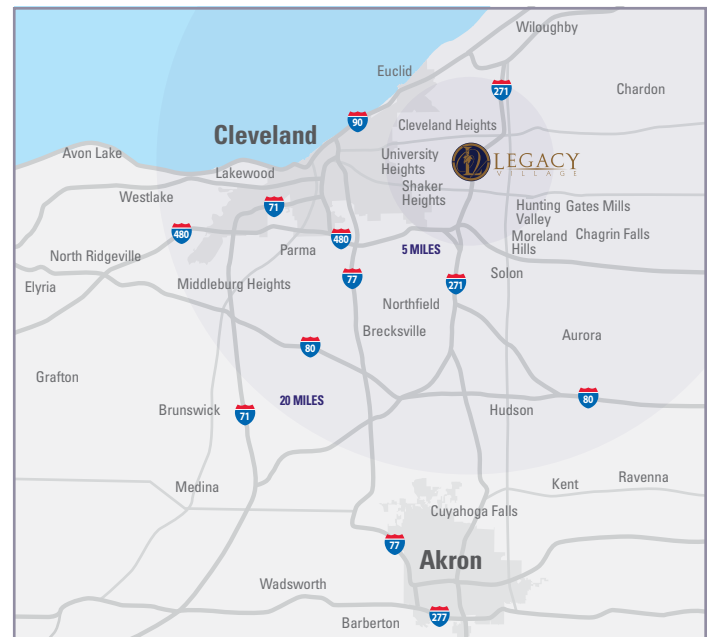 Wiloughby
Euclid
271
Chardon
90
Cleveland Heights
Cleveland
Avon Lake
University
Heights
LEGACY
VILLAGE
Lakewood
Shaker
Heights
Westlake
71
Hunting
Valley
Gates Mills
480
480
Parma
5 MILES
Moreland
Hills
Chagrin Falls
North Ridgeville
77
Solon
Elyria
Middleburg Heights
271
Northfield
Brecksville
Aurora
80
Grafton
20 MILES
80
Brunswick
71
Hudson
Medina
Kent
Ravenna
Cuyahoga Falls
77
Akron
Wadsworth
277
Barberton